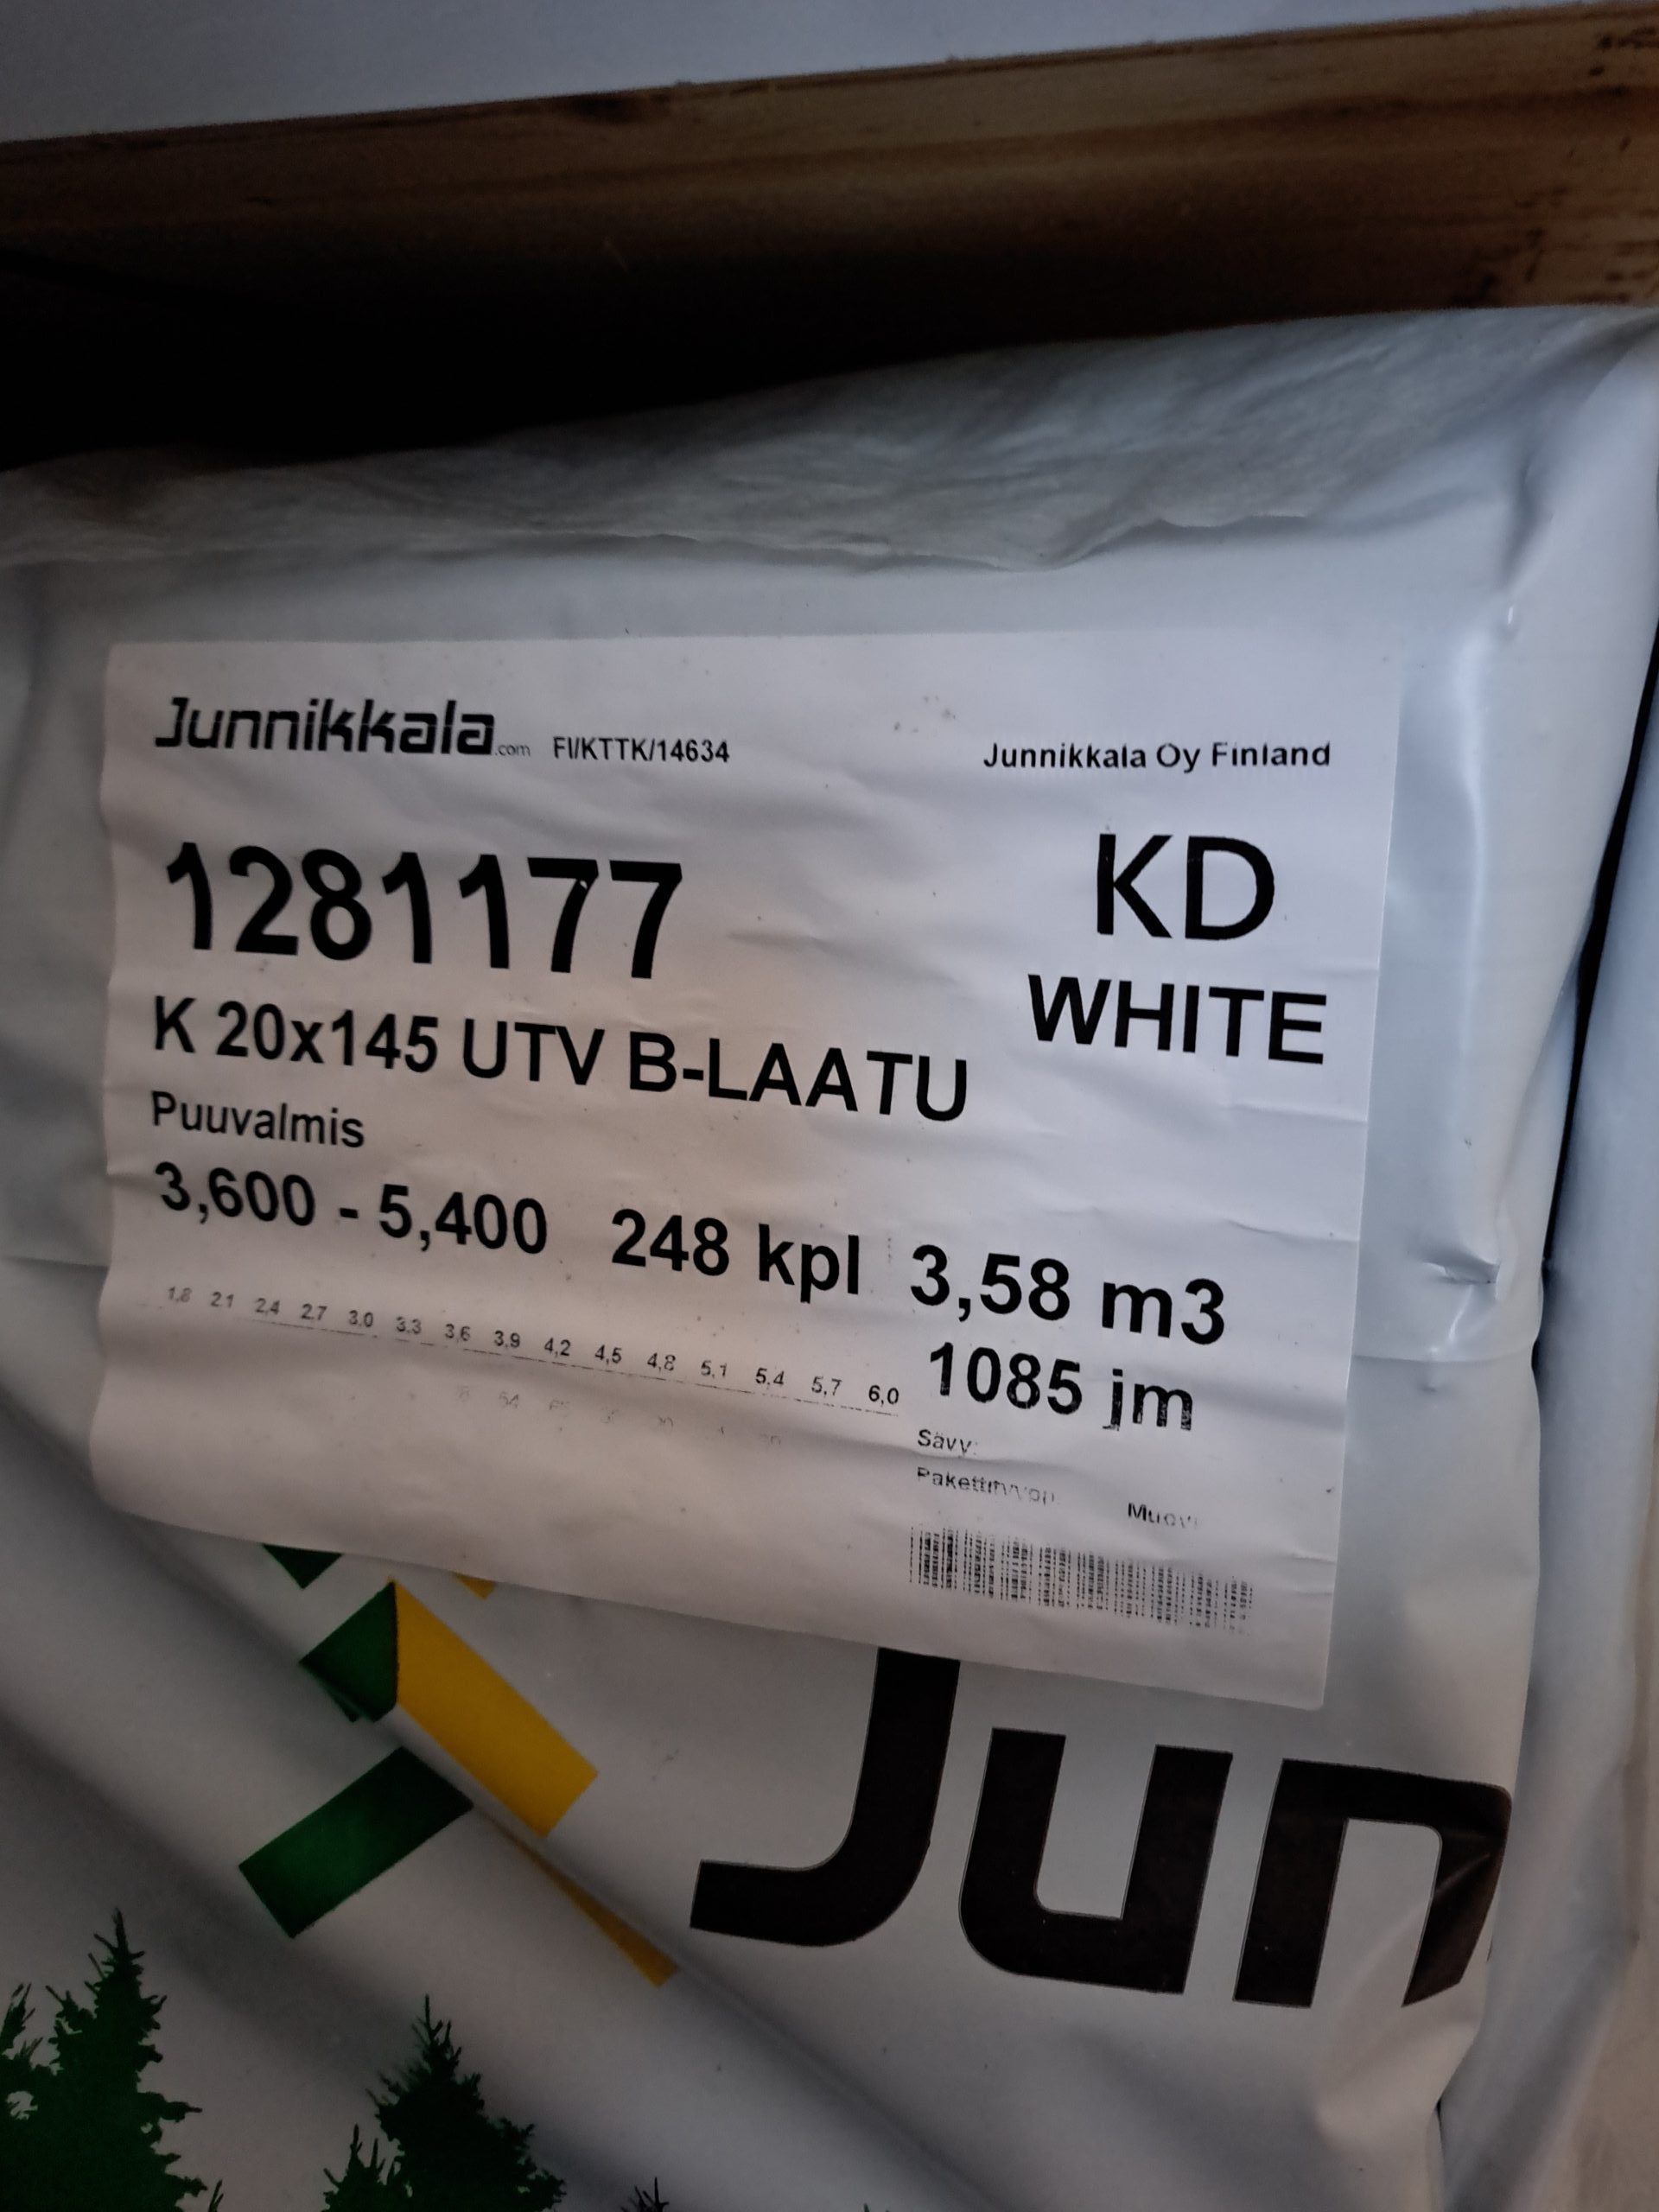 Junnikkala.com FI/KTTK/14634 Junnikkala Oy Finland
1281177 KD
WHITE
K 20x145 UTV B-LAATU
Puuvalmis
3,600 - 5,400 248 kpl 3,58 m3
1,8 2,1 2,4 2,7 3,0 3,3 3,6 3,9 4,2 4,5 4,8 5,1 5,4 5,7 6,0
1085 jm
Sävy:
Muovi
Jun